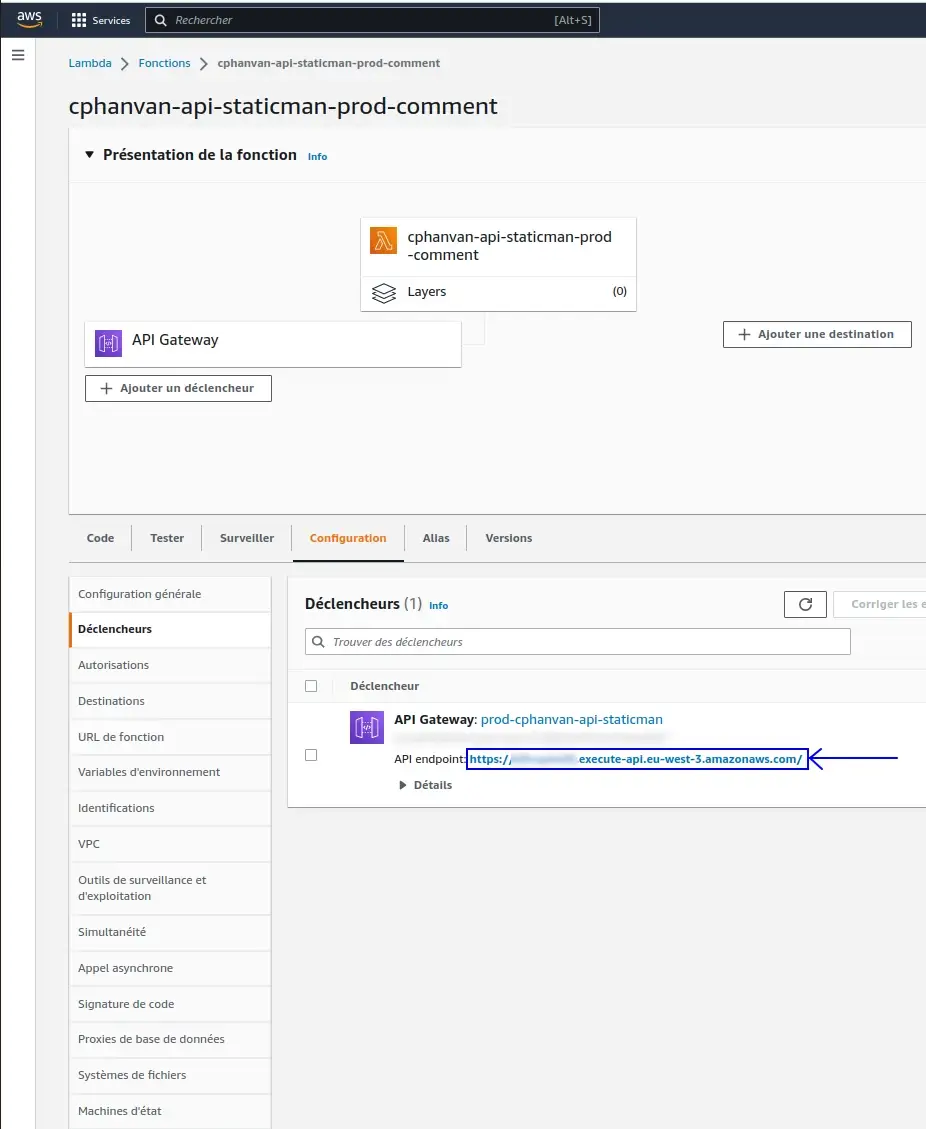 aws Services Rechercher [Alt+S]
Lambda Fonctions cphanvan-api-staticman-prod-comment
cphanvan-api-staticman-prod-comment
Présentation de la fonction Info
cphanvan-api-staticman-prod
-comment
Layers (0)
API Gateway
Ajouter une destination
Ajouter un déclencheur
Code Tester Surveiller Configuration Alias Versions
Configuration générale
Déclencheurs
Autorisations
Destinations
URL de fonction
Variables d'environnement
Identifications
VPC
Outils de surveillance et
d'exploitation
Simultanéité
Appel asynchrone
Signature de code
Proxies de base de données
Systèmes de fichiers
Machines d'état
Déclencheurs (1) Info
Corriger les e
Trouver des déclencheurs
Déclencheur
API Gateway: prod-cphanvan-api-staticman
API endpoint: https:// .execute-api.eu-west-3.amazonaws.com/
Détails